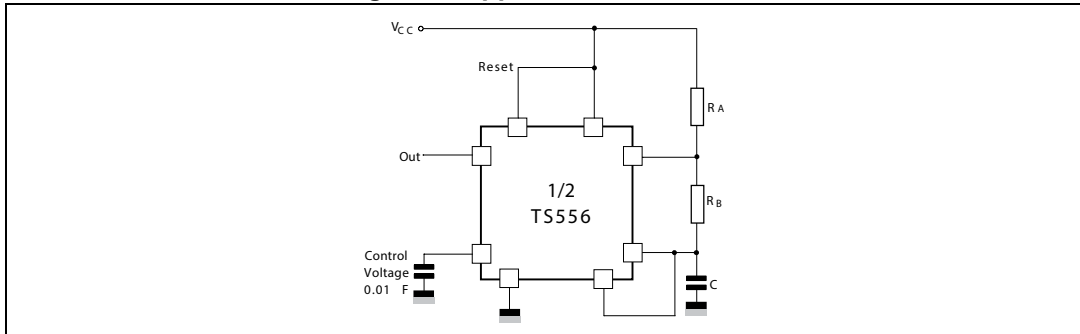 VCC
Reset
RA
Out
1/2
TS556
RB
Control
Voltage
0.01 F
C